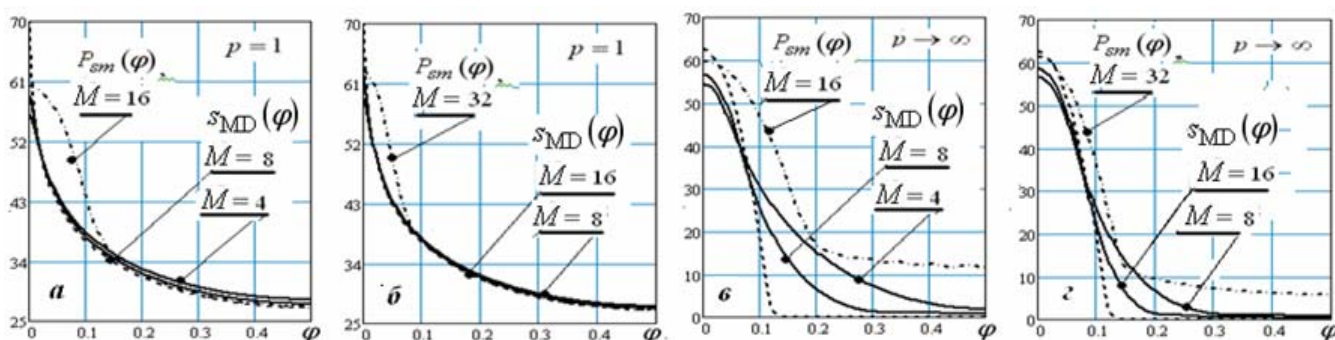 70
61
52
43
34
25
p = 1
P_sm(φ)
M = 16
s_MD(φ)
M = 8
M = 4
а
0 0.1 0.2 0.3 0.4 φ
70
61
52
43
34
25
p = 1
P_sm(φ)
M = 32
s_MD(φ)
M = 16
M = 8
б
0 0.1 0.2 0.3 0.4 φ
70
60
50
40
30
20
10
0
p → ∞
P_sm(φ)
M = 16
s_MD(φ)
M = 8
M = 4
в
0 0.1 0.2 0.3 0.4 φ
70
60
50
40
30
20
10
0
p → ∞
P_sm(φ)
M = 32
s_MD(φ)
M = 16
M = 8
г
0 0.1 0.2 0.3 0.4 φ